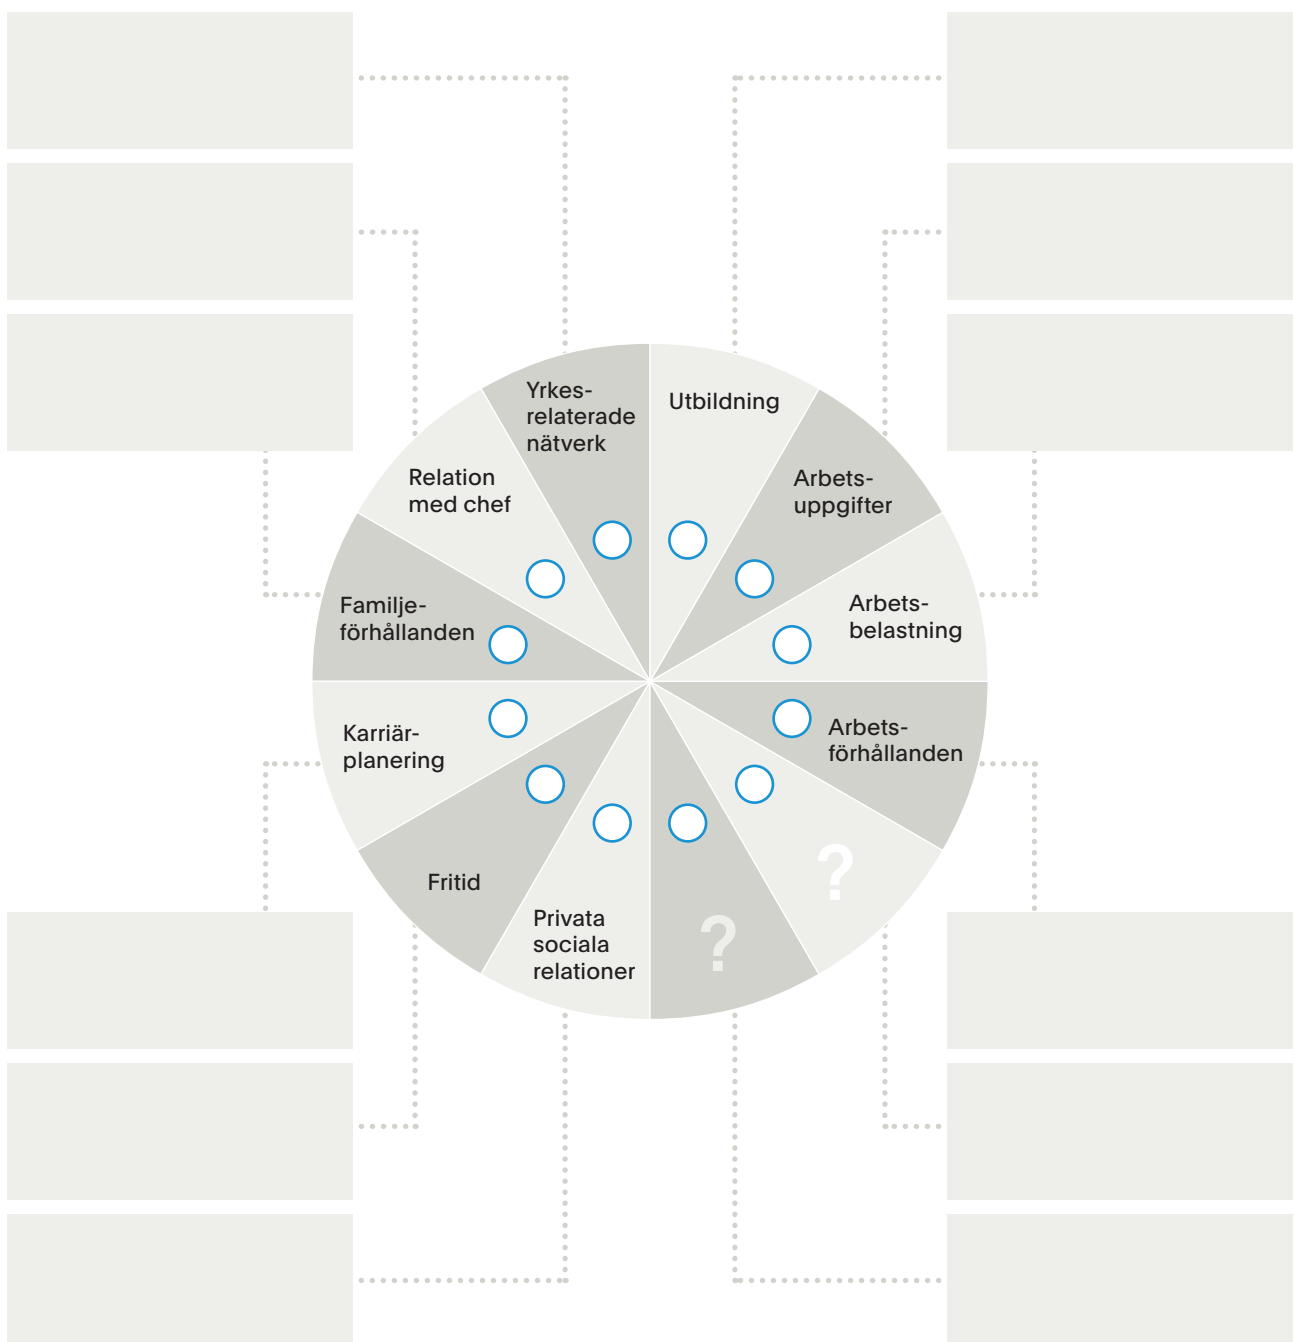 Yrkes-
relaterade
nätverk
Utbildning
Relation
med chef
Arbets-
uppgifter
Familje-
förhållanden
Arbets-
belastning
Karriär-
planering
Arbets-
förhållanden
Fritid
?
Privata
sociala
relationer
?